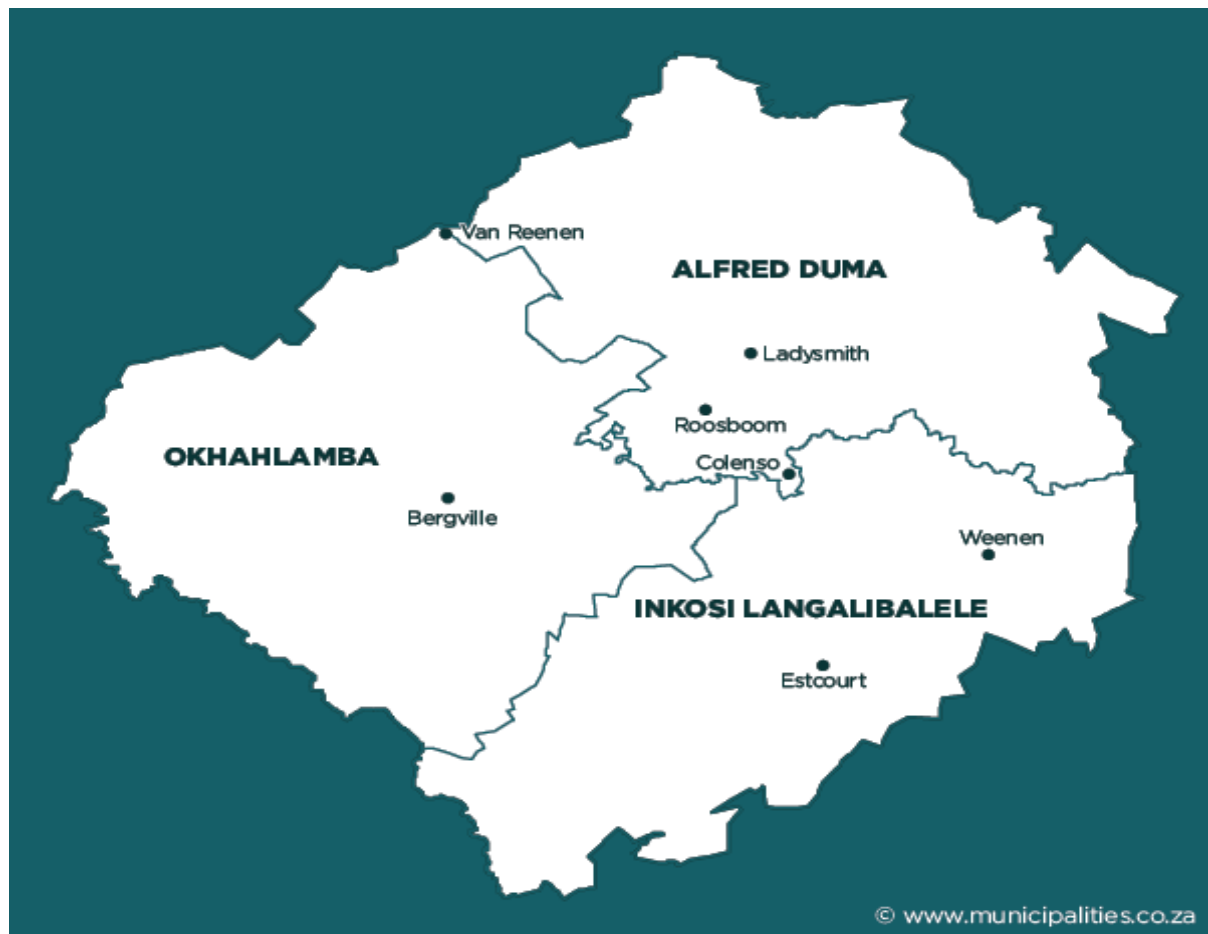 Van Reenen
ALFRED DUMA
Ladysmith
Roosboom
OKHAHLAMBA
Colenso
Bergville
Weenen
INKOSI LANGALIBALELE
Estcourt
© www.municipalities.co.za